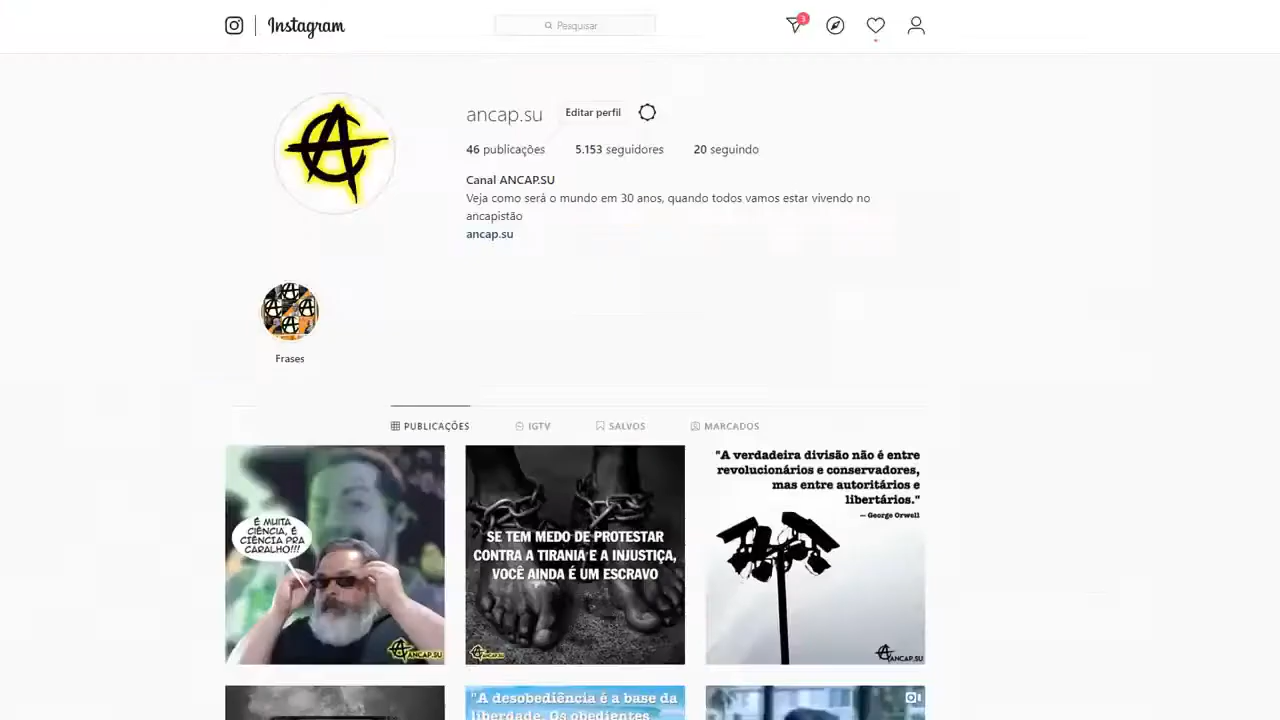 Instagram
Pesquisar
3
ancap.su
Editar perfil
46 publicações
5.153 seguidores
20 seguindo
Canal ANCAP.SU
Veja como será o mundo em 30 anos, quando todos vamos estar vivendo no
ancapistão
ancap.su
Frases
PUBLICAÇÕES
IGTV
SALVOS
MARCADOS
É MUITA
CIÊNCIA, É
CIÊNCIA PRA
CARALHO!!!
ANCAP.SU
SE TEM MEDO DE PROTESTAR
CONTRA A TIRANIA E A INJUSTIÇA,
VOCÊ AINDA É UM ESCRAVO
ANCAP.SU
"A verdadeira divisão não é entre
revolucionários e conservadores,
mas entre autoritários e
libertários."
— George Orwell
ANCAP.SU
"A desobediência é a base da
liberdade. Os obedientes